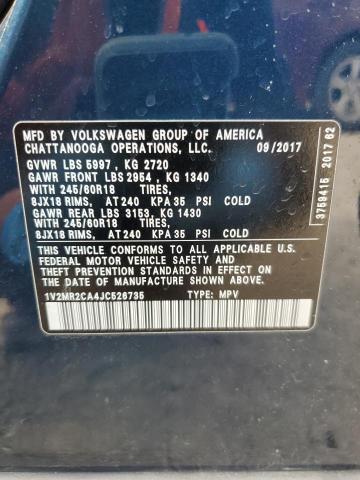 MFD BY VOLKSWAGEN GROUP OF AMERICA
CHATTANOOGA OPERATIONS, LLC. 09/2017
GVWR LBS 5997, KG 2720
GAWR FRONT LBS 2954, KG 1340
WITH 245/60R18 TIRES,
8JX18 RIMS, AT 240 KPA 35 PSI COLD
GAWR REAR LBS 3153, KG 1430
WITH 245/60R18 TIRES,
8JX18 RIMS, AT 240 KPA 35 PSI COLD
THIS VEHICLE CONFORMS TO ALL APPLICABLE U.S.
FEDERAL MOTOR VEHICLE SAFETY AND
THEFT PREVENTION STANDARDS IN EFFECT ON
THE DATE OF MANUFACTURE SHOWN ABOVE.
1V2MR2CA4JC526735 TYPE: MPV
3759415 2017 62